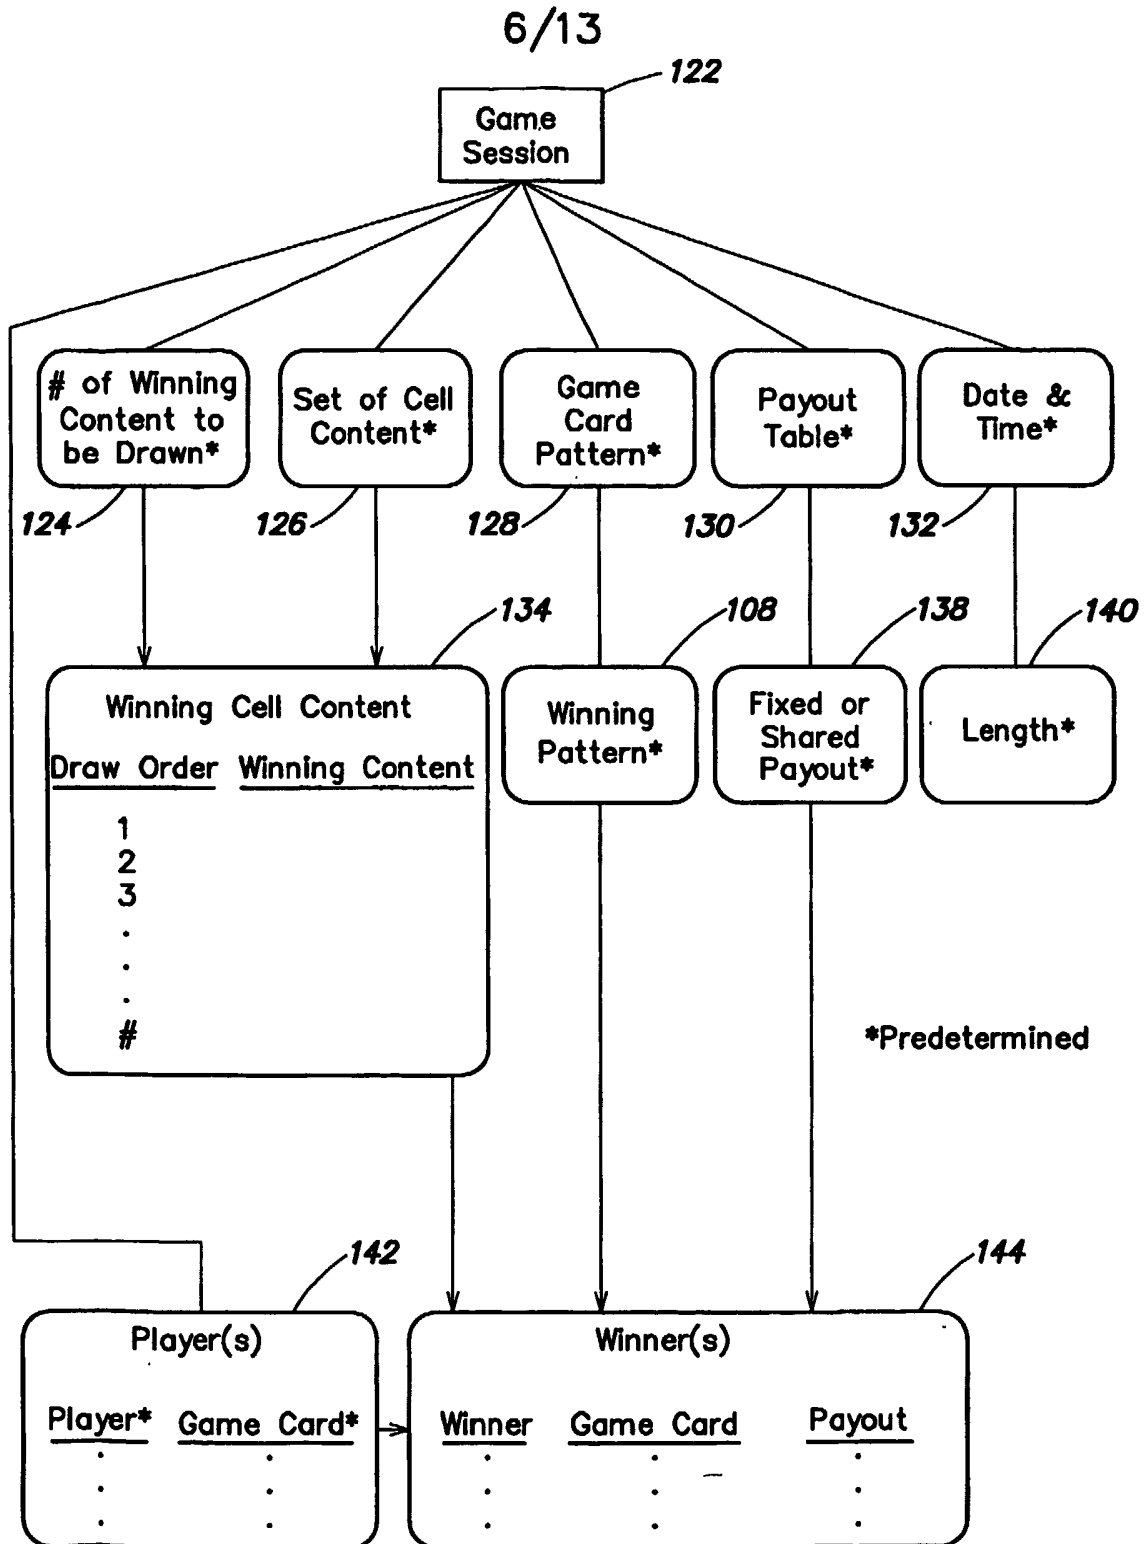 6/13
122
Game
Session
# of Winning
Content to
be Drawn*
Set of Cell
Content*
Game
Card
Pattern*
Payout
Table*
Date &
Time*
124
126
128
130
132
134
108
138
140
Winning Cell Content
Draw Order Winning Content
1
2
3
.
.
.
#
Winning
Pattern*
Fixed or
Shared
Payout*
Length*
*Predetermined
142
144
Player(s)
Player* Game Card*
. .
. .
. .
Winner(s)
Winner Game Card Payout
. . .
. . .
. . .